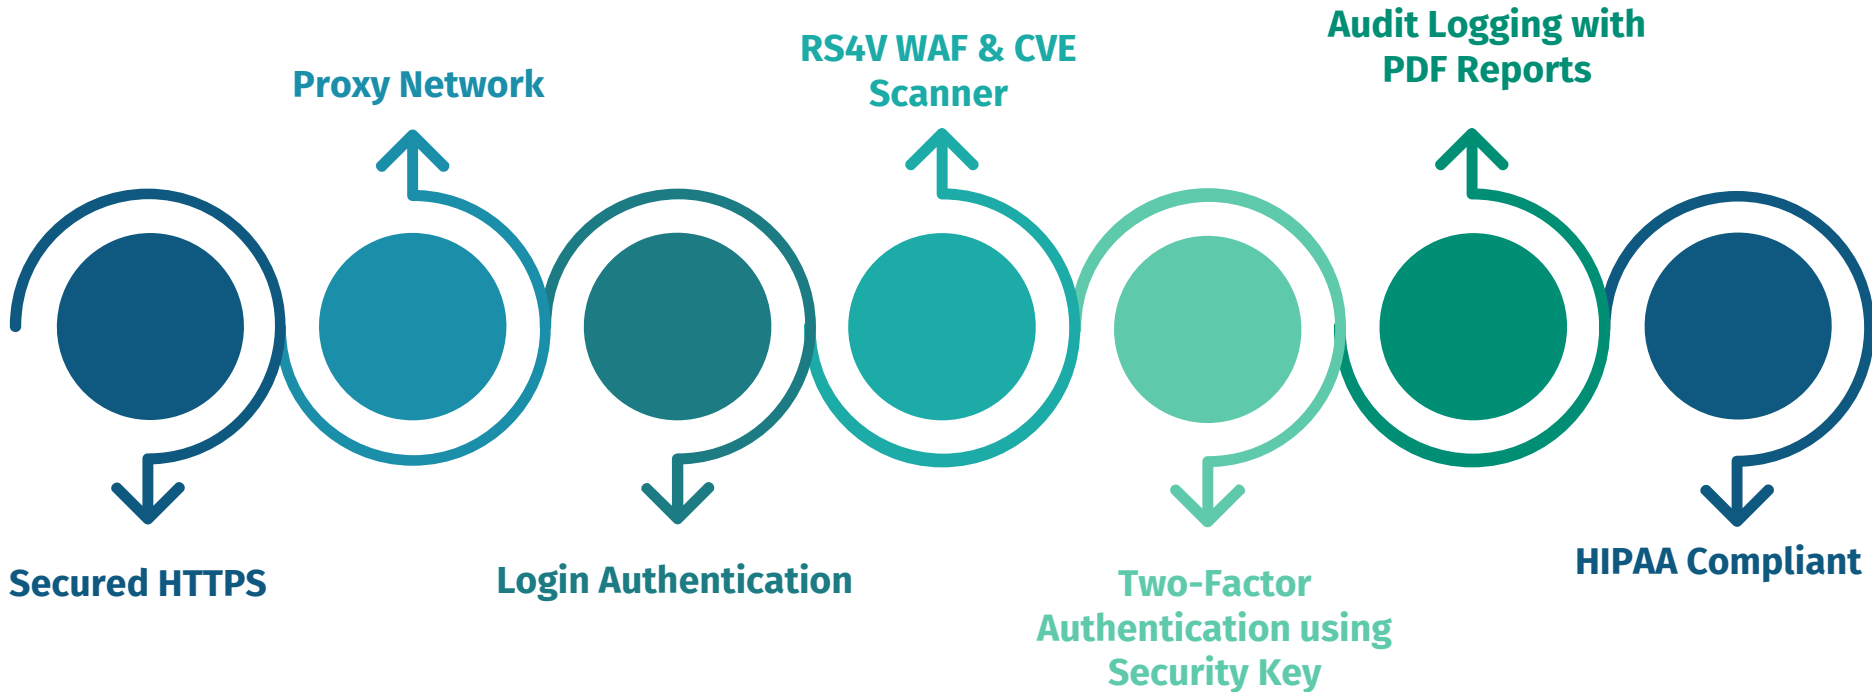 Secured HTTPS
Proxy Network
Login Authentication
RS4V WAF & CVE
Scanner
Two-Factor
Authentication using
Security Key
Audit Logging with
PDF Reports
HIPAA Compliant